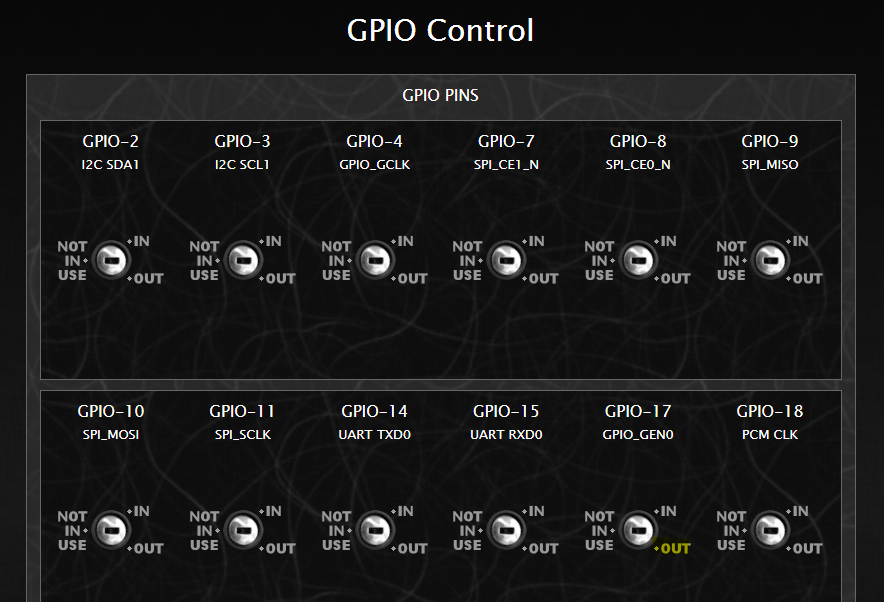 GPIO Control
GPIO PINS
GPIO-2 GPIO-3 GPIO-4 GPIO-7 GPIO-8 GPIO-9
I2C SDA1 I2C SCL1 GPIO_GCLK SPI_CE1_N SPI_CE0_N SPI_MISO
NOT IN NOT IN NOT IN NOT IN NOT IN NOT IN
IN IN IN IN IN IN
USE OUT USE OUT USE OUT USE OUT USE OUT USE OUT
GPIO-10 GPIO-11 GPIO-14 GPIO-15 GPIO-17 GPIO-18
SPI_MOSI SPI_SCLK UART TXD0 UART RXD0 GPIO_GEN0 PCM CLK
NOT IN NOT IN NOT IN NOT IN NOT IN NOT IN
IN IN IN IN IN IN
USE OUT USE OUT USE OUT USE OUT USE OUT USE OUT